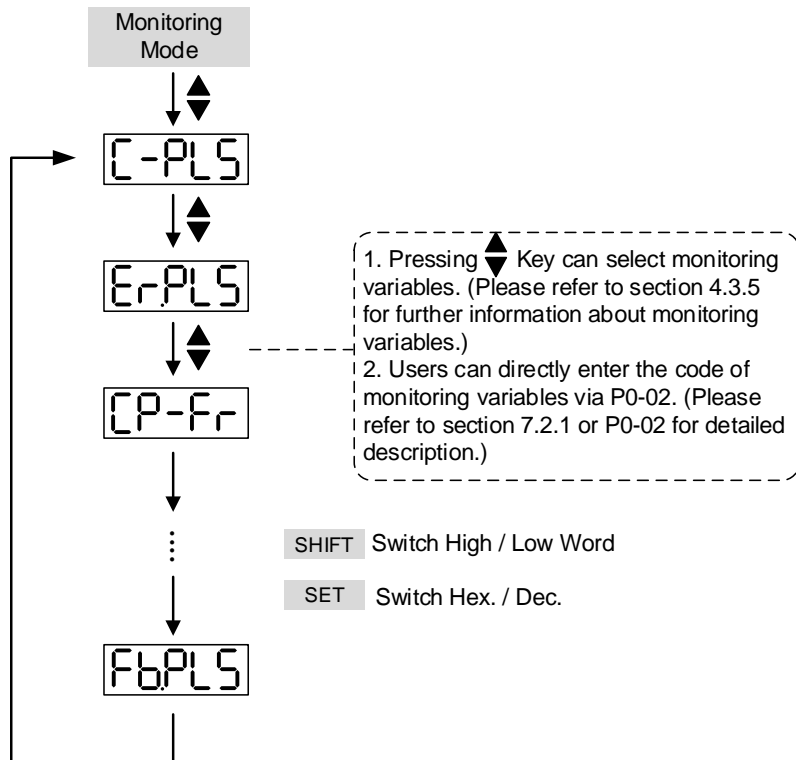 Monitoring
Mode
C-PLS
Er.PLS
1. Pressing Key can select monitoring
variables. (Please refer to section 4.3.5
for further information about monitoring
variables.)
2. Users can directly enter the code of
monitoring variables via P0-02. (Please
refer to section 7.2.1 or P0-02 for detailed
description.)
CP-Fr
SHIFT Switch High / Low Word
SET Switch Hex. / Dec.
Fb.PLS